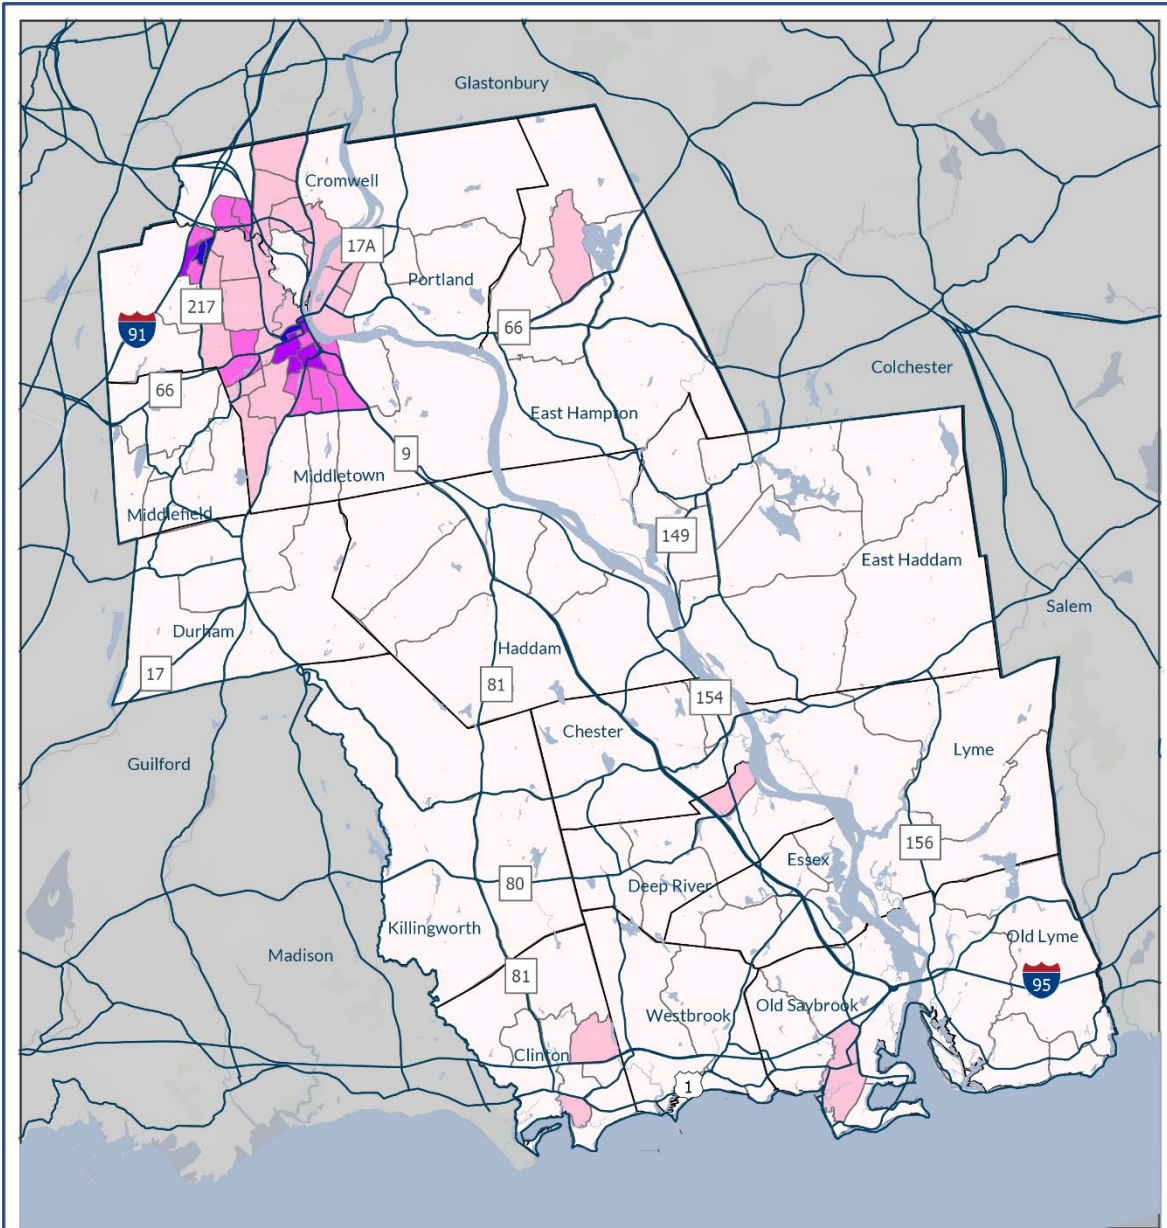 Glastonbury
Cromwell
17A
Portland
217
91
66
66
Colchester
East Hampton
9
Middletown
Middlefield
149
East Haddam
Salem
Durham
Haddam
17
81
154
Chester
Lyme
Guilford
156
Essex
80
Deep River
Killingworth
Old Lyme
Madison
81
95
Old Saybrook
Westbrook
Clinton
1